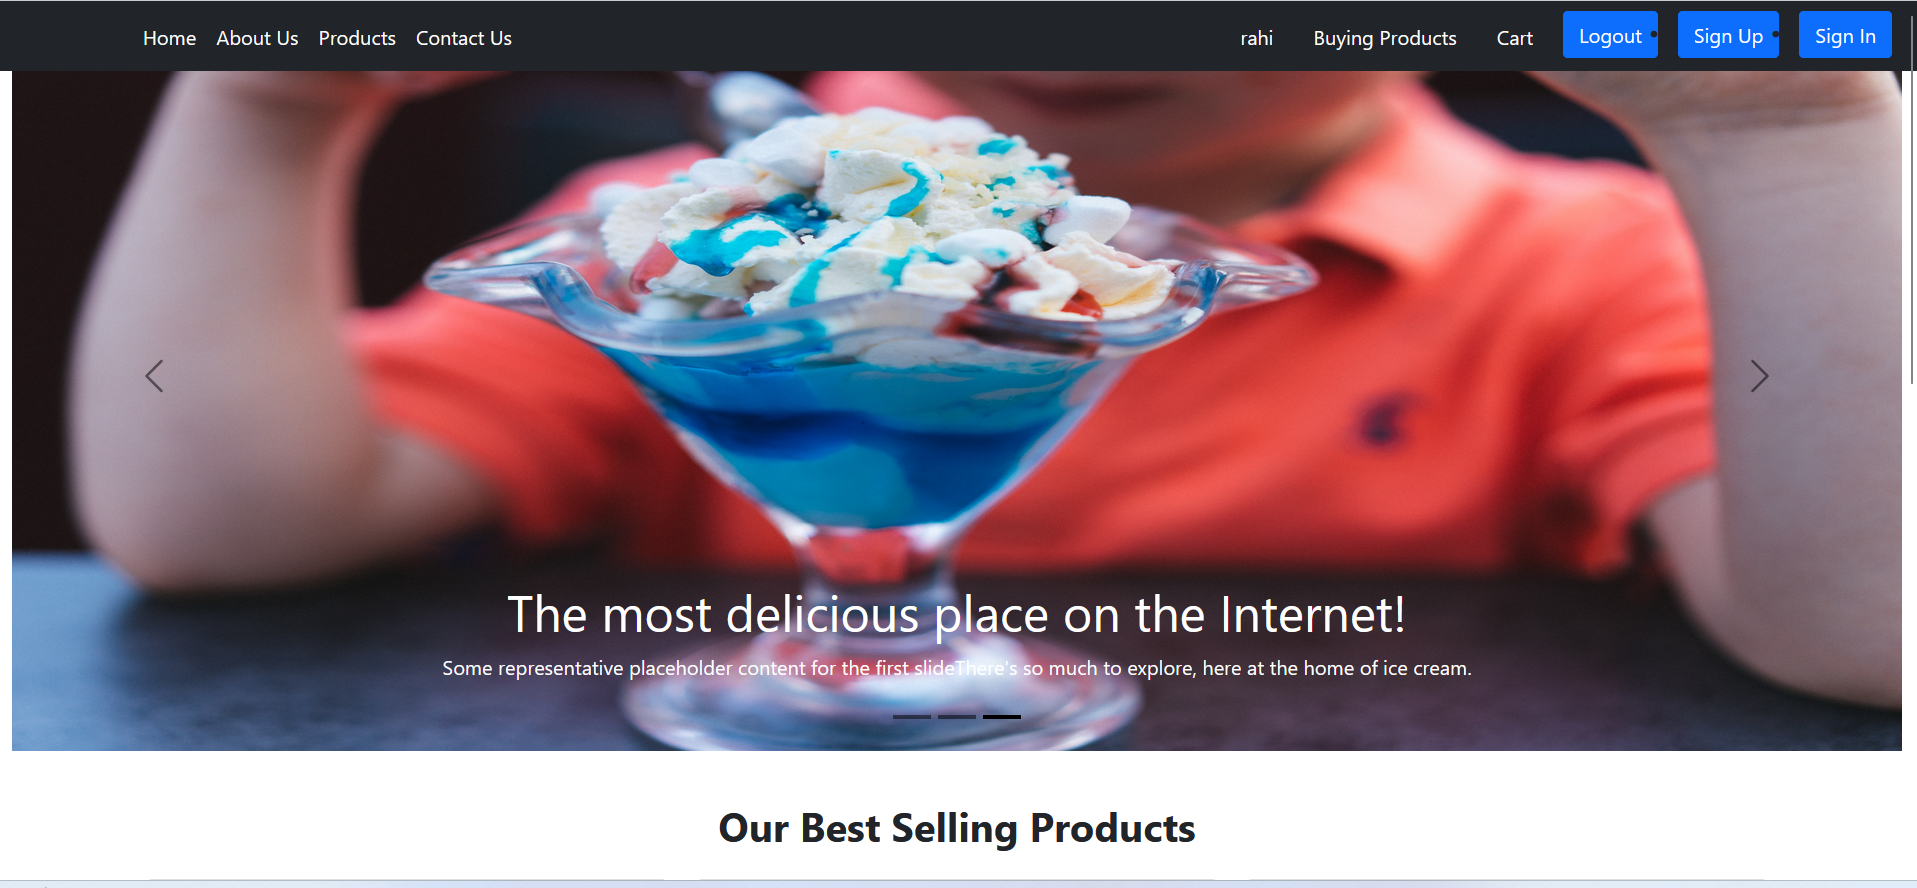 Home About Us Products Contact Us rahi Buying Products Cart Logout Sign Up Sign In
The most delicious place on the Internet!
Some representative placeholder content for the first slideThere's so much to explore, here at the home of ice cream.
Our Best Selling Products